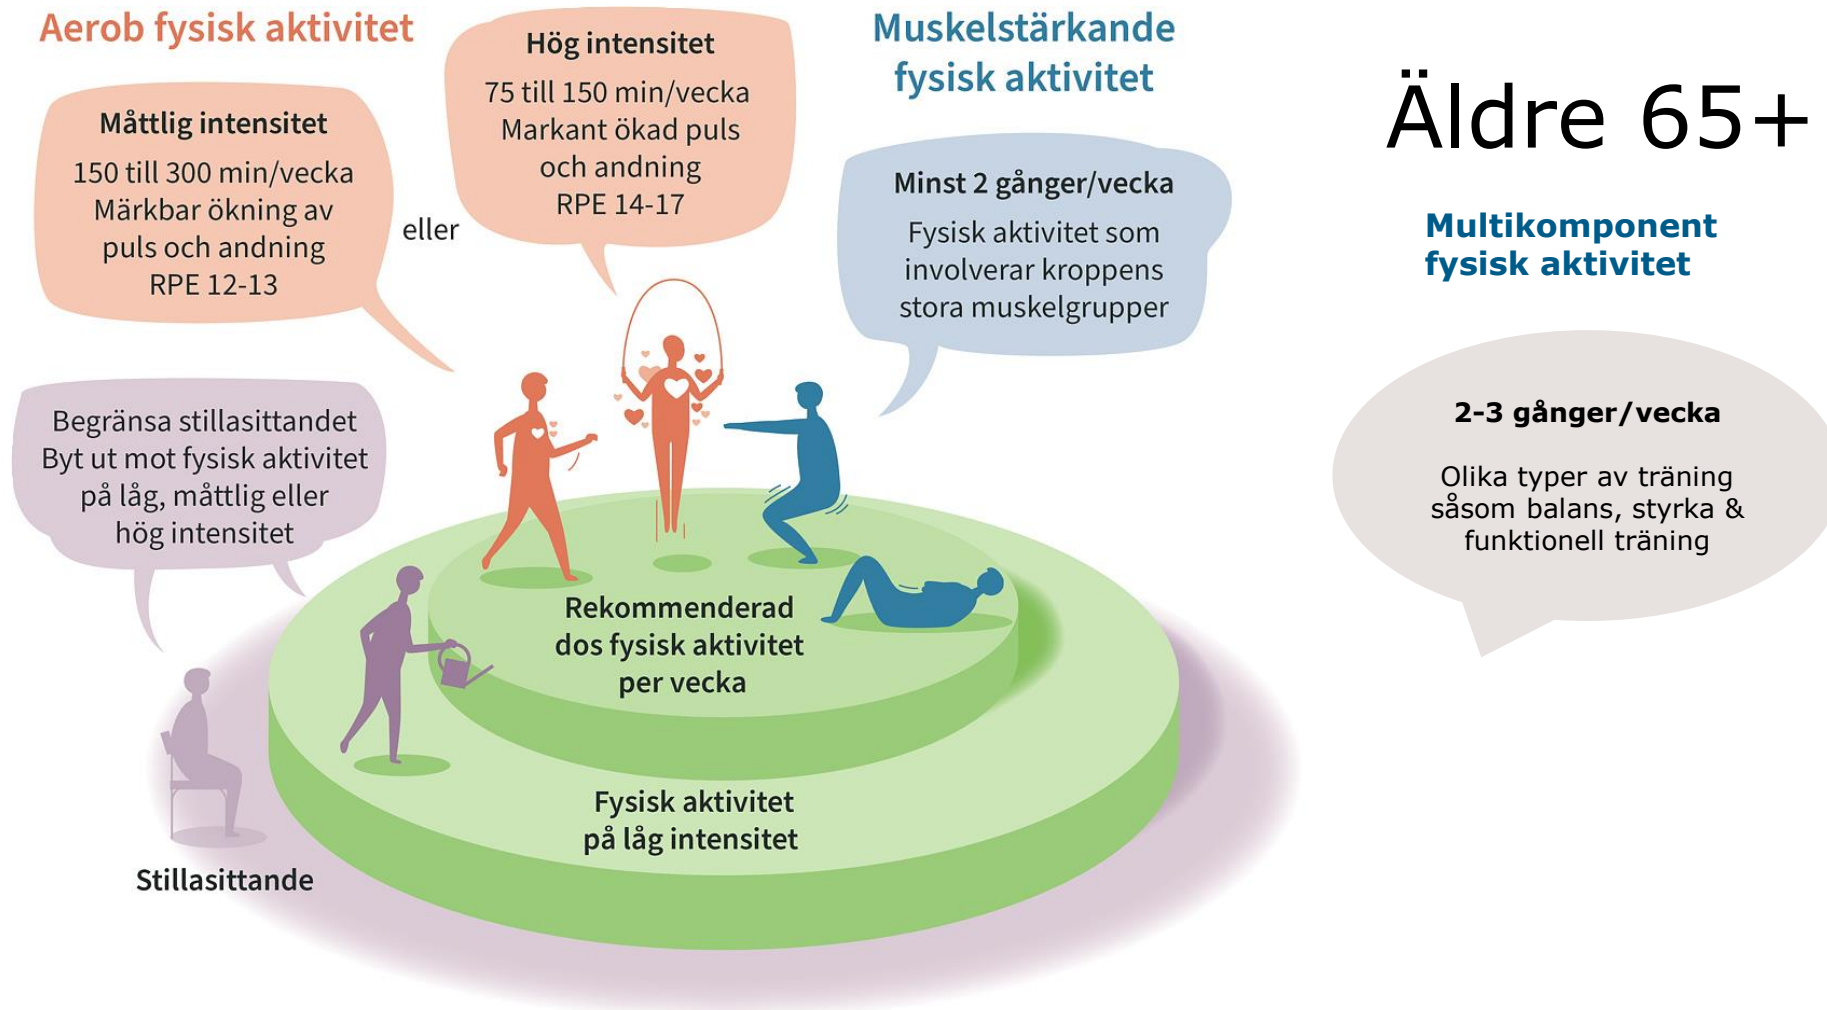 Aerob fysisk aktivitet
Måttlig intensitet
150 till 300 min/vecka
Märkbar ökning av
puls och andning
RPE 12-13
eller
Hög intensitet
75 till 150 min/vecka
Markant ökad puls
och andning
RPE 14-17
Muskelstärkande
fysisk aktivitet
Minst 2 gånger/vecka
Fysisk aktivitet som
involverar kroppens
stora muskelgrupper
Begränsa stillasittandet
Byt ut mot fysisk aktivitet
på låg, måttlig eller
hög intensitet
Rekommenderad
dos fysisk aktivitet
per vecka
Fysisk aktivitet
på låg intensitet
Stillasittande
Äldre 65+
Multikomponent
fysisk aktivitet
2-3 gånger/vecka
Olika typer av träning
såsom balans, styrka &
funktionell träning